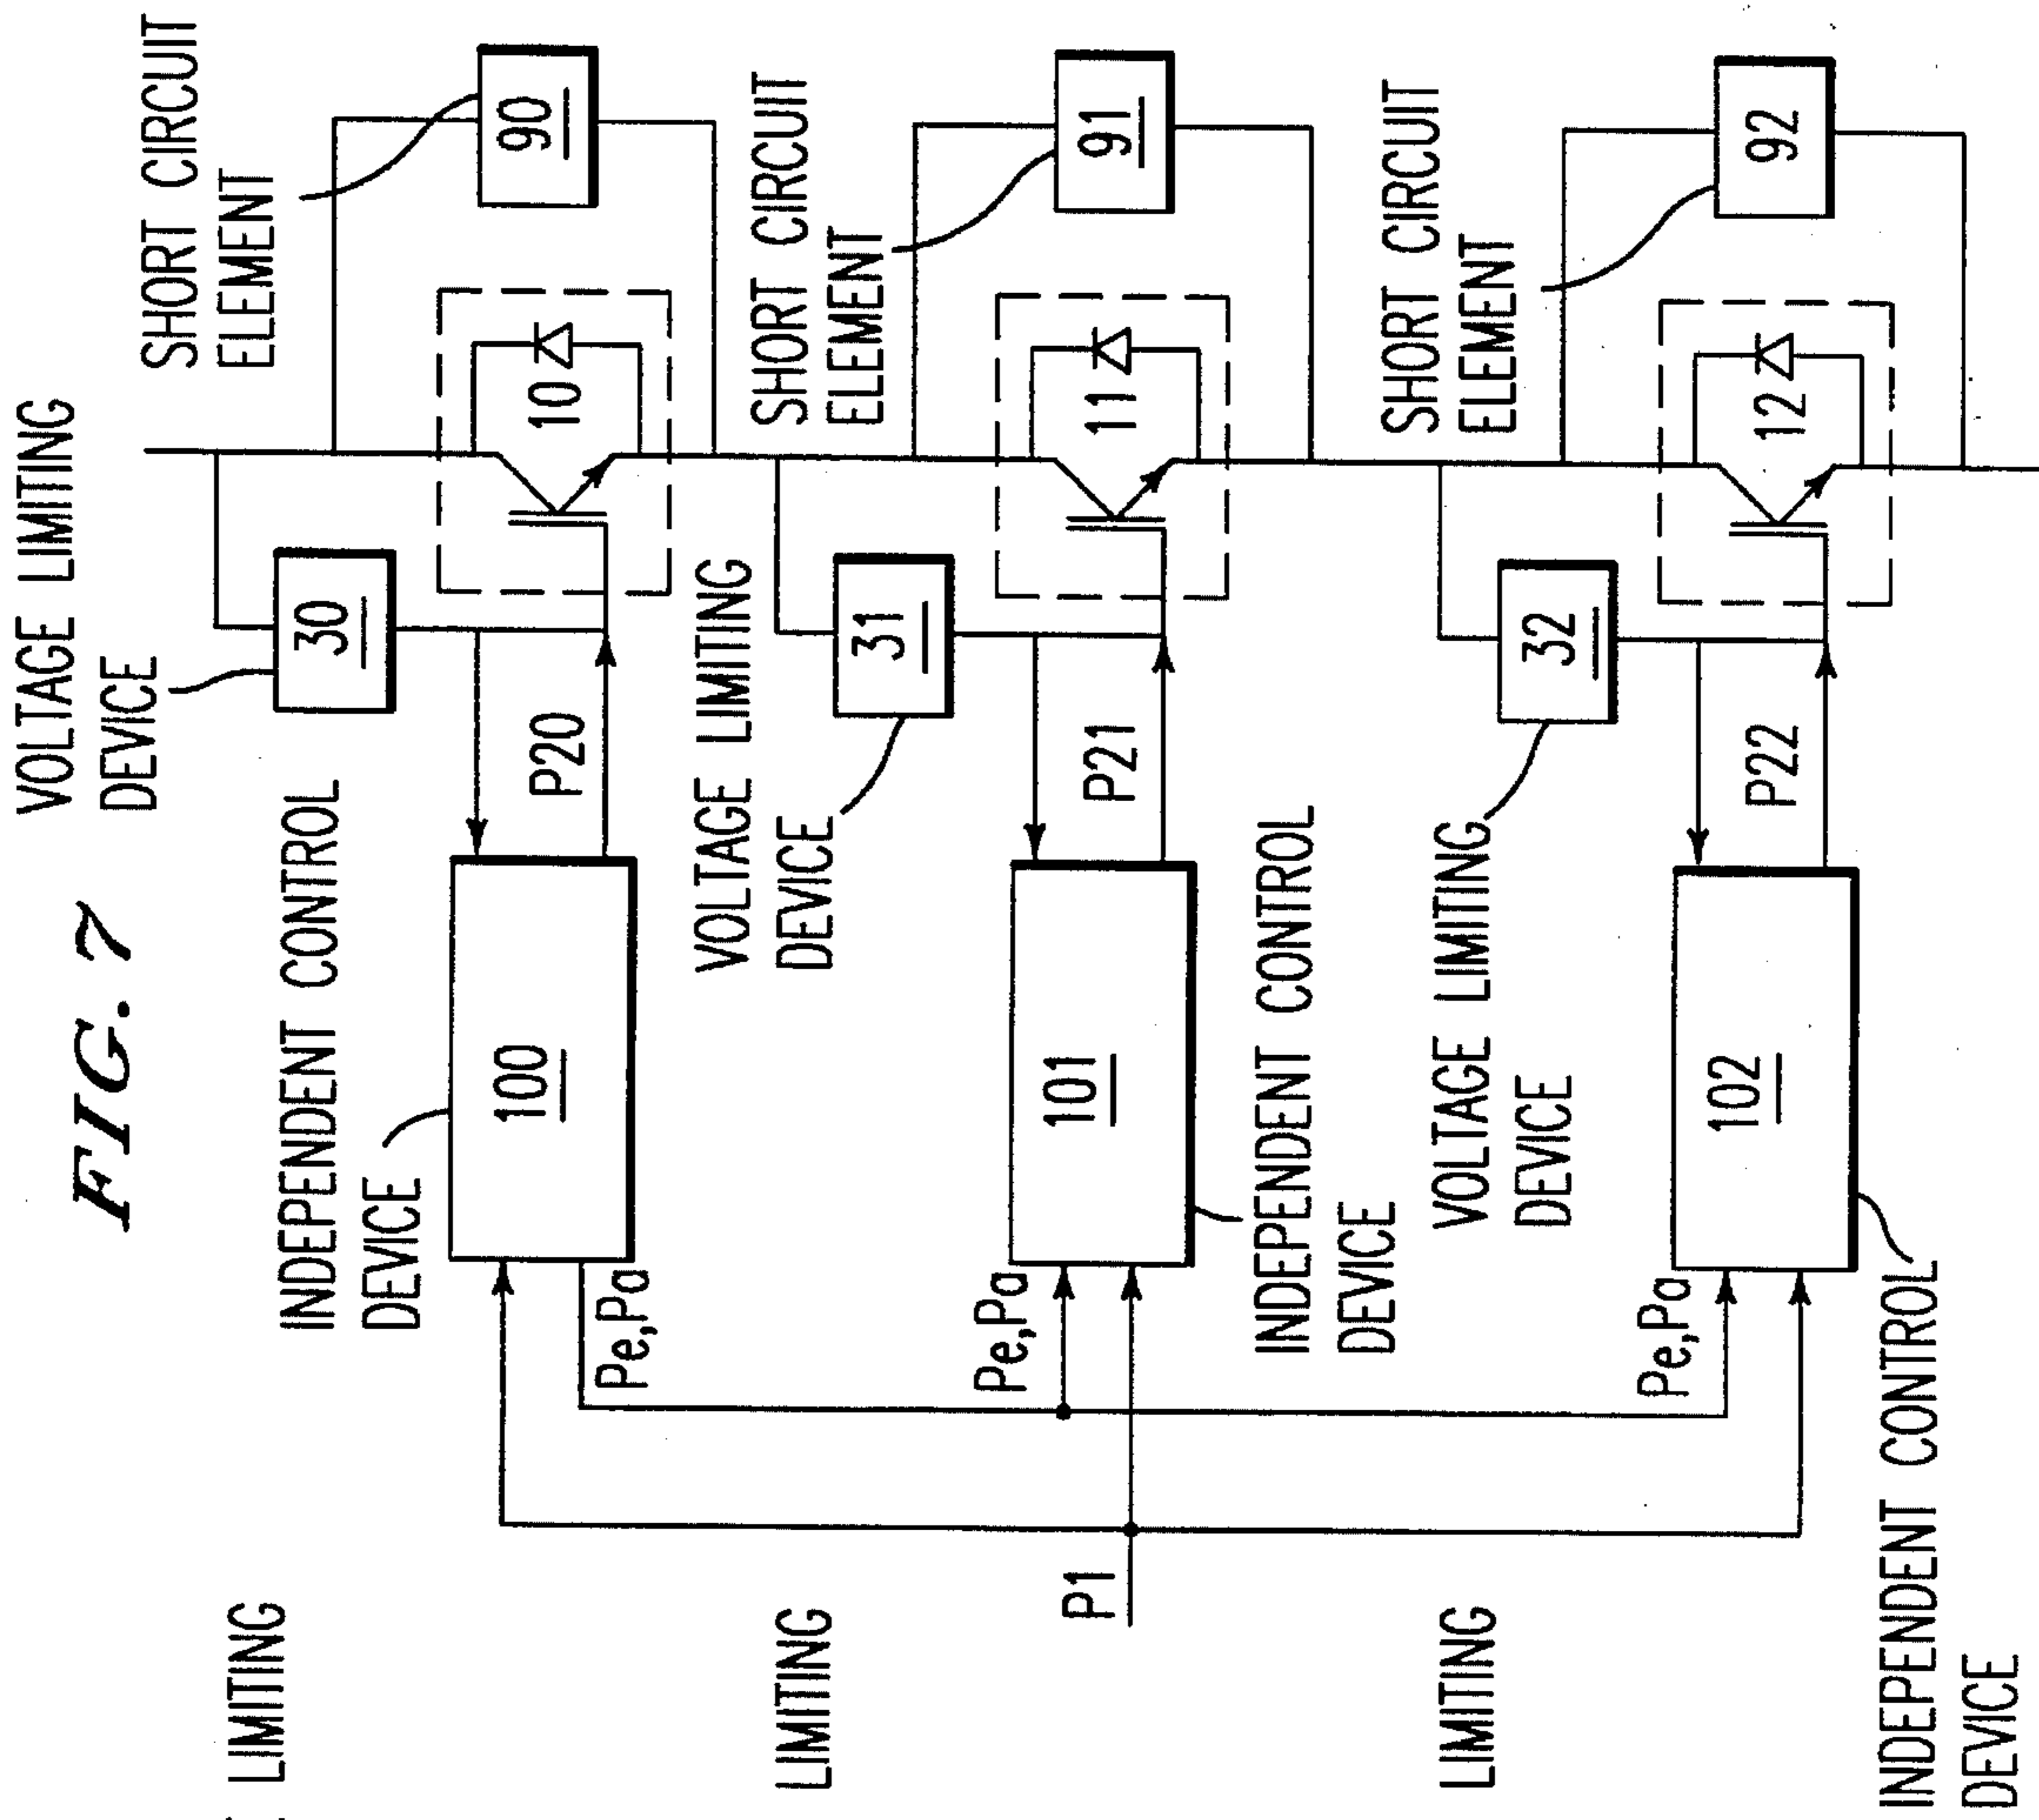 FIG. 7
VOLTAGE LIMITING
DEVICE
SHORT CIRCUIT
ELEMENT
30
90
10
INDEPENDENT CONTROL
DEVICE
100
P20
Pe,Pa
LIMITING
VOLTAGE LIMITING
DEVICE
SHORT CIRCUIT
ELEMENT
31
91
11
101
P21
Pe,Pa
INDEPENDENT CONTROL
DEVICE
P1
LIMITING
VOLTAGE LIMITING
DEVICE
SHORT CIRCUIT
ELEMENT
32
92
12
102
P22
Pe,Pa
INDEPENDENT CONTROL
DEVICE
LIMITING